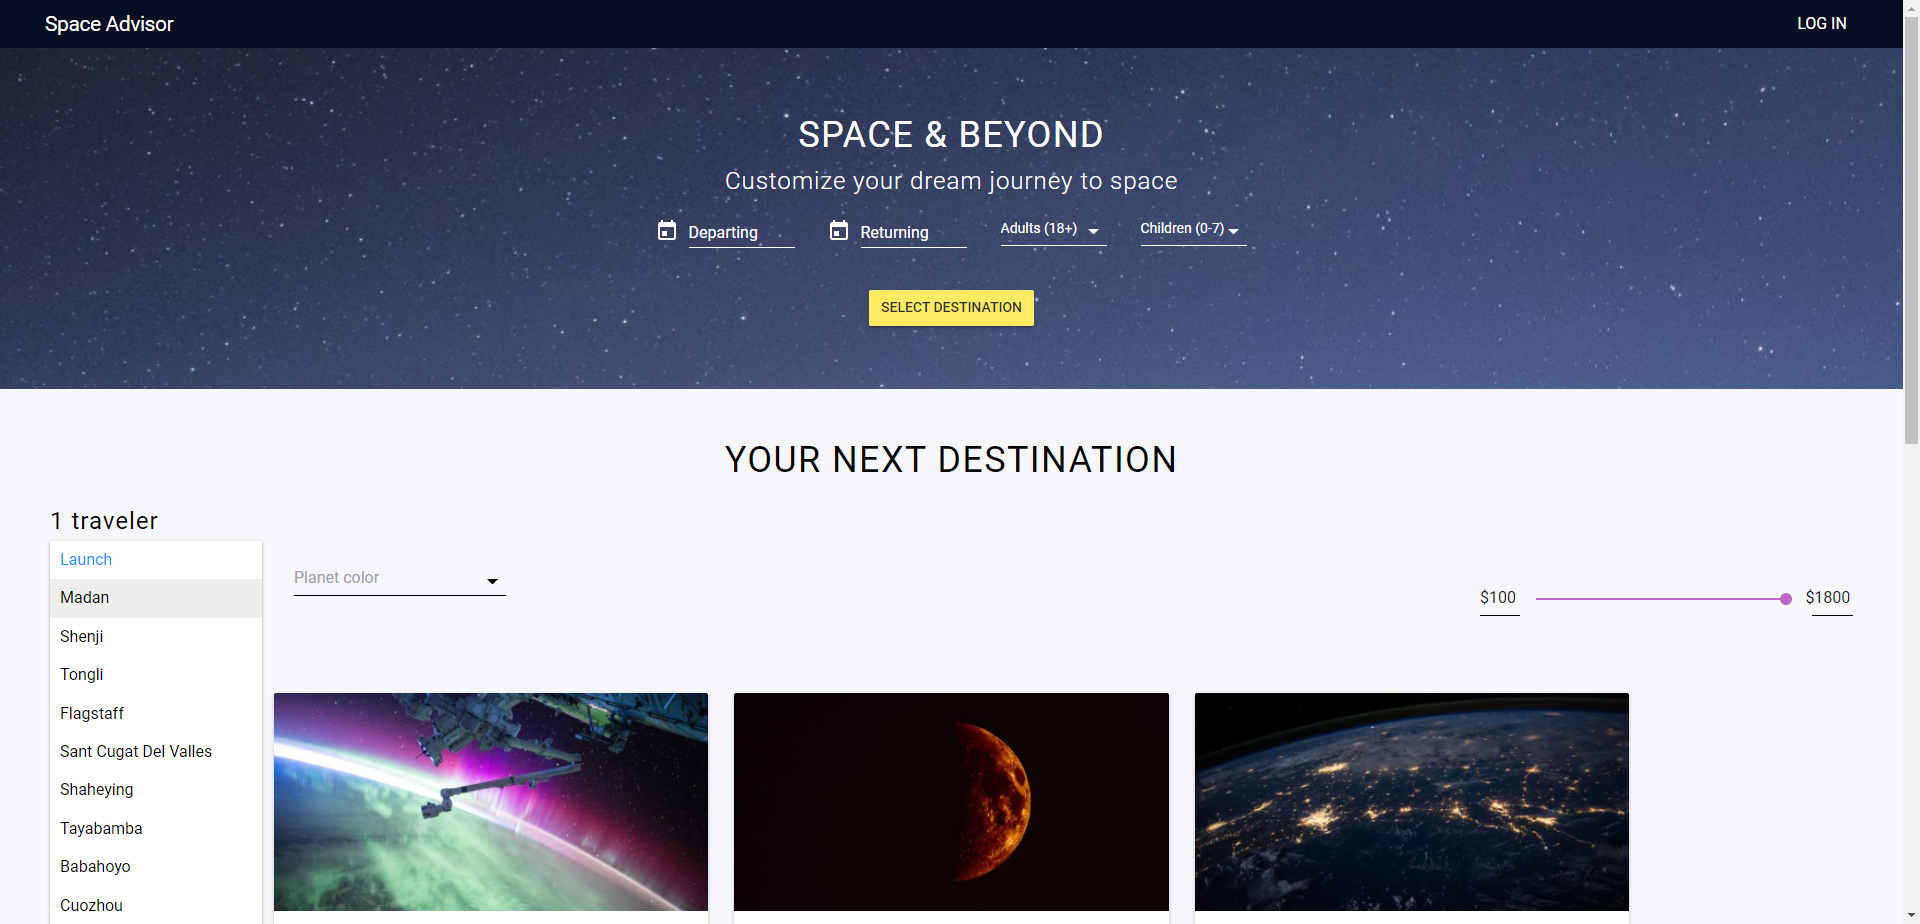 Space Advisor
LOG IN
SPACE & BEYOND
Customize your dream journey to space
Departing
Returning
Adults (18+)
Children (0-7)
SELECT DESTINATION
YOUR NEXT DESTINATION
1 traveler
Launch
Madan
Shenji
Tongli
Flagstaff
Sant Cugat Del Valles
Shaheying
Tayabamba
Babahoyo
Cuozhou
Planet color
$100
$1800